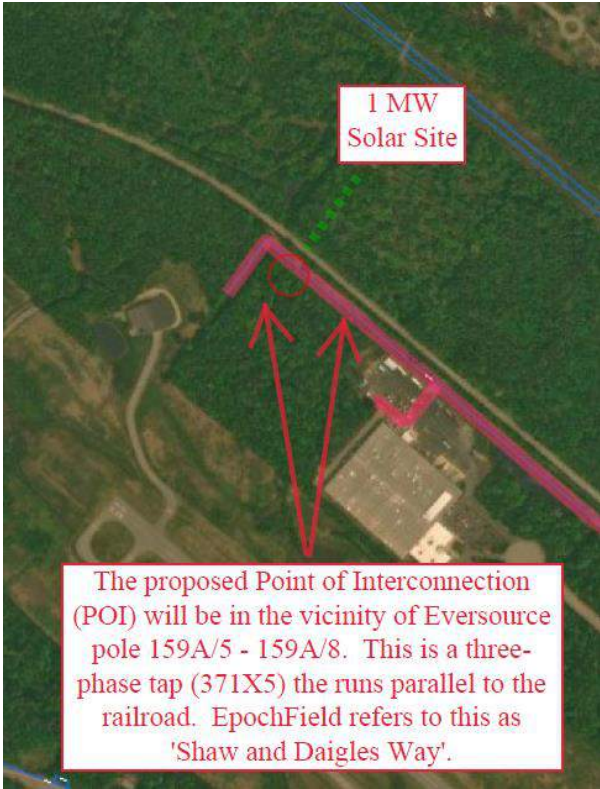 1 MW
Solar Site
The proposed Point of Interconnection
(POI) will be in the vicinity of Eversource
pole 159A/5 - 159A/8.  This is a three-
phase tap (371X5) the runs parallel to the
railroad.  EpochField refers to this as
'Shaw and Daigles Way'.